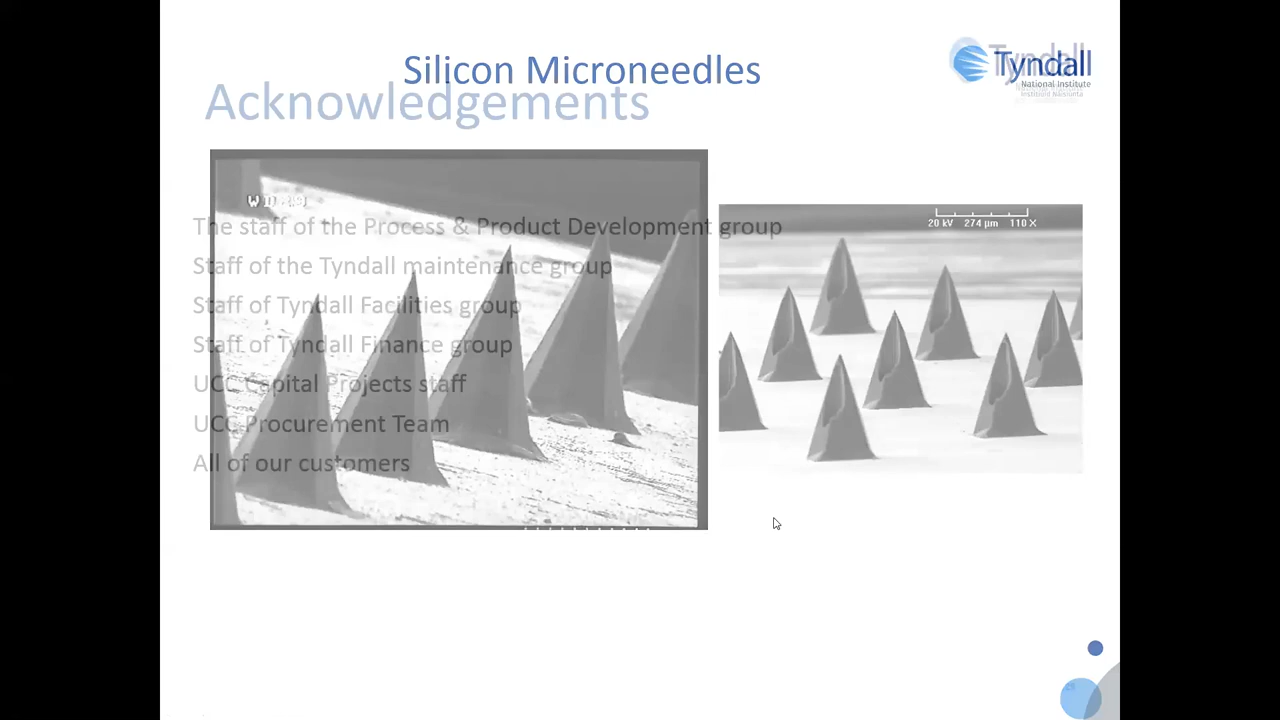 Silicon Microneedles
Tyndall
National Institute
Acknowledgements
WD:29
20 kV 274 µm 110 X
The staff of the Process & Product Development group
Staff of the Tyndall maintenance group
Staff of Tyndall Facilities group
Staff of Tyndall Finance group
UCC Capital Projects staff
UCC Procurement Team
All of our customers